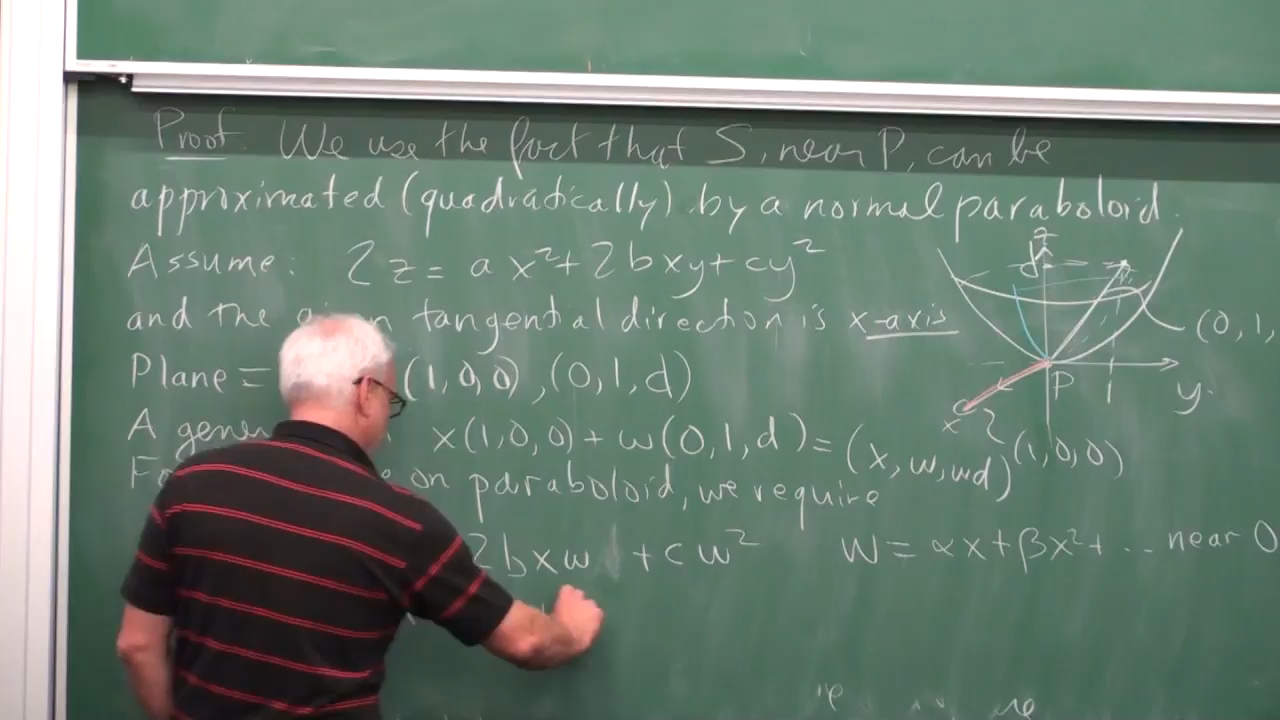 Proof. We use the fact that S, near P, can be
approximated (quadratically) by a normal paraboloid.
Assume: 2z = ax²+2bxy+cy²
and the tangential direction is x-axis
Plane = (1,0,0), (0,1,d)
A x(1,0,0) + w(0,1,d) = (x, w, wd)
on paraboloid, we require
2bxw + cw² w = αx+βx²+ ... near 0
z
d
(0,1,
P
1
y
x
(1,0,0)